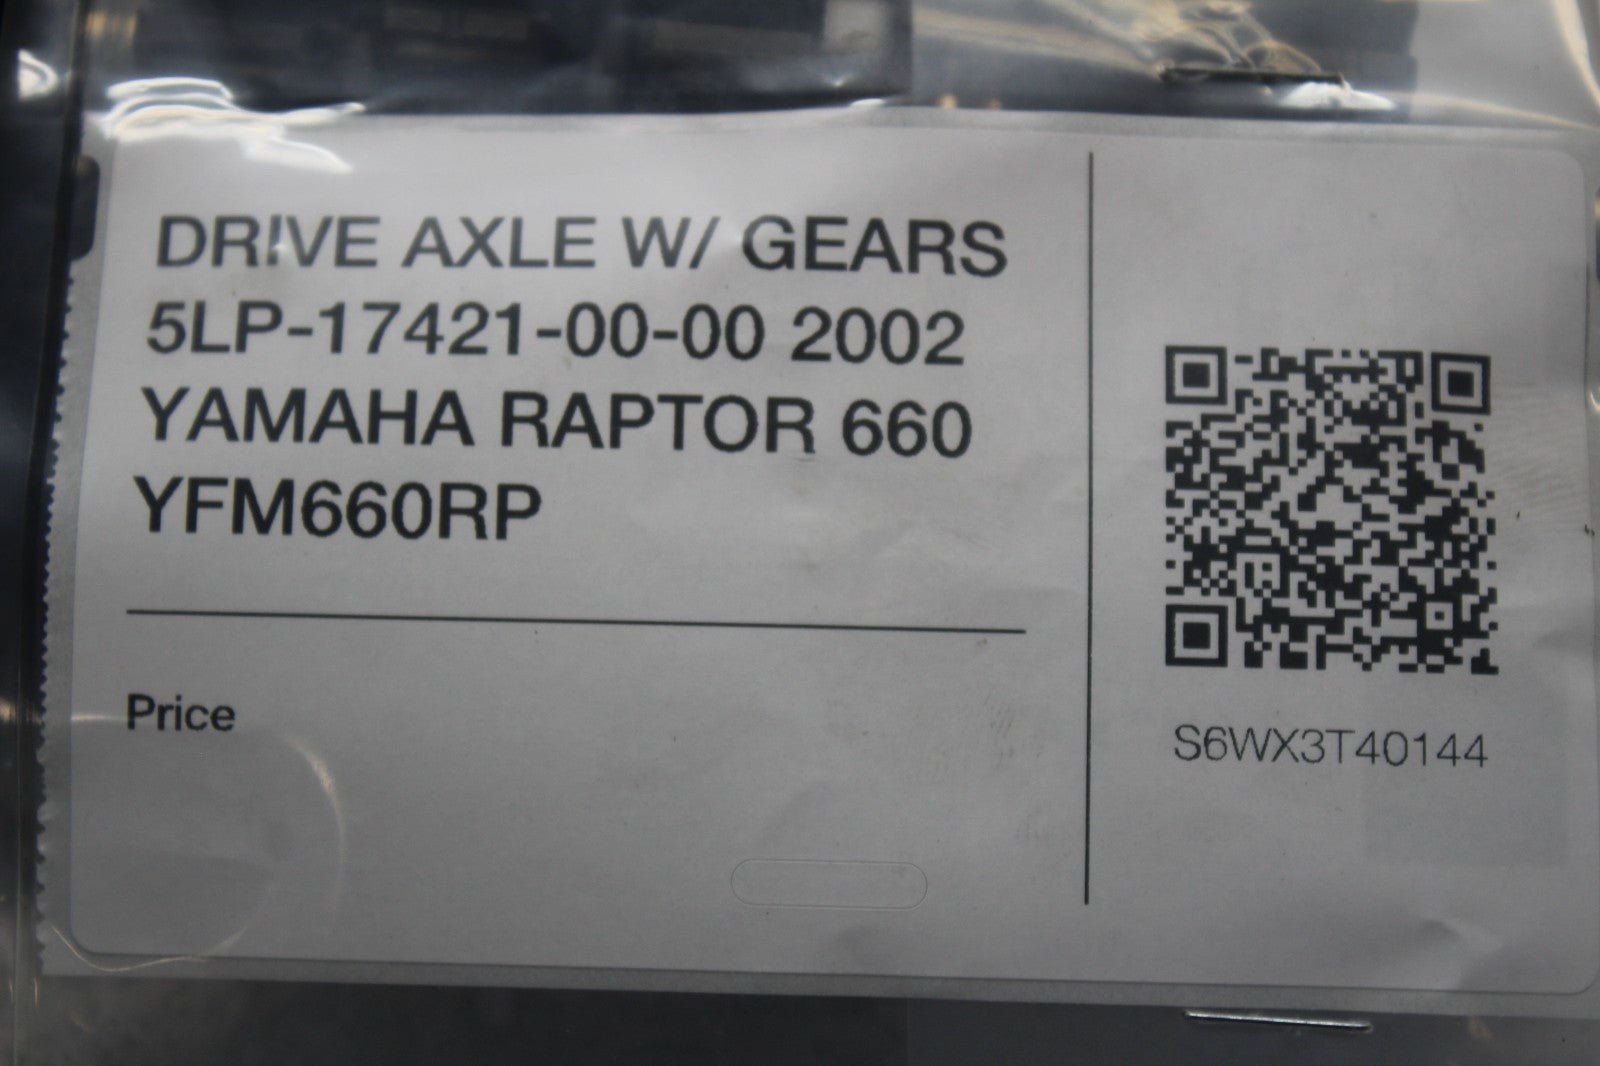 DRIVE AXLE W/ GEARS
5LP-17421-00-00 2002
YAMAHA RAPTOR 660
YFM660RP
Price
S6WX3T40144